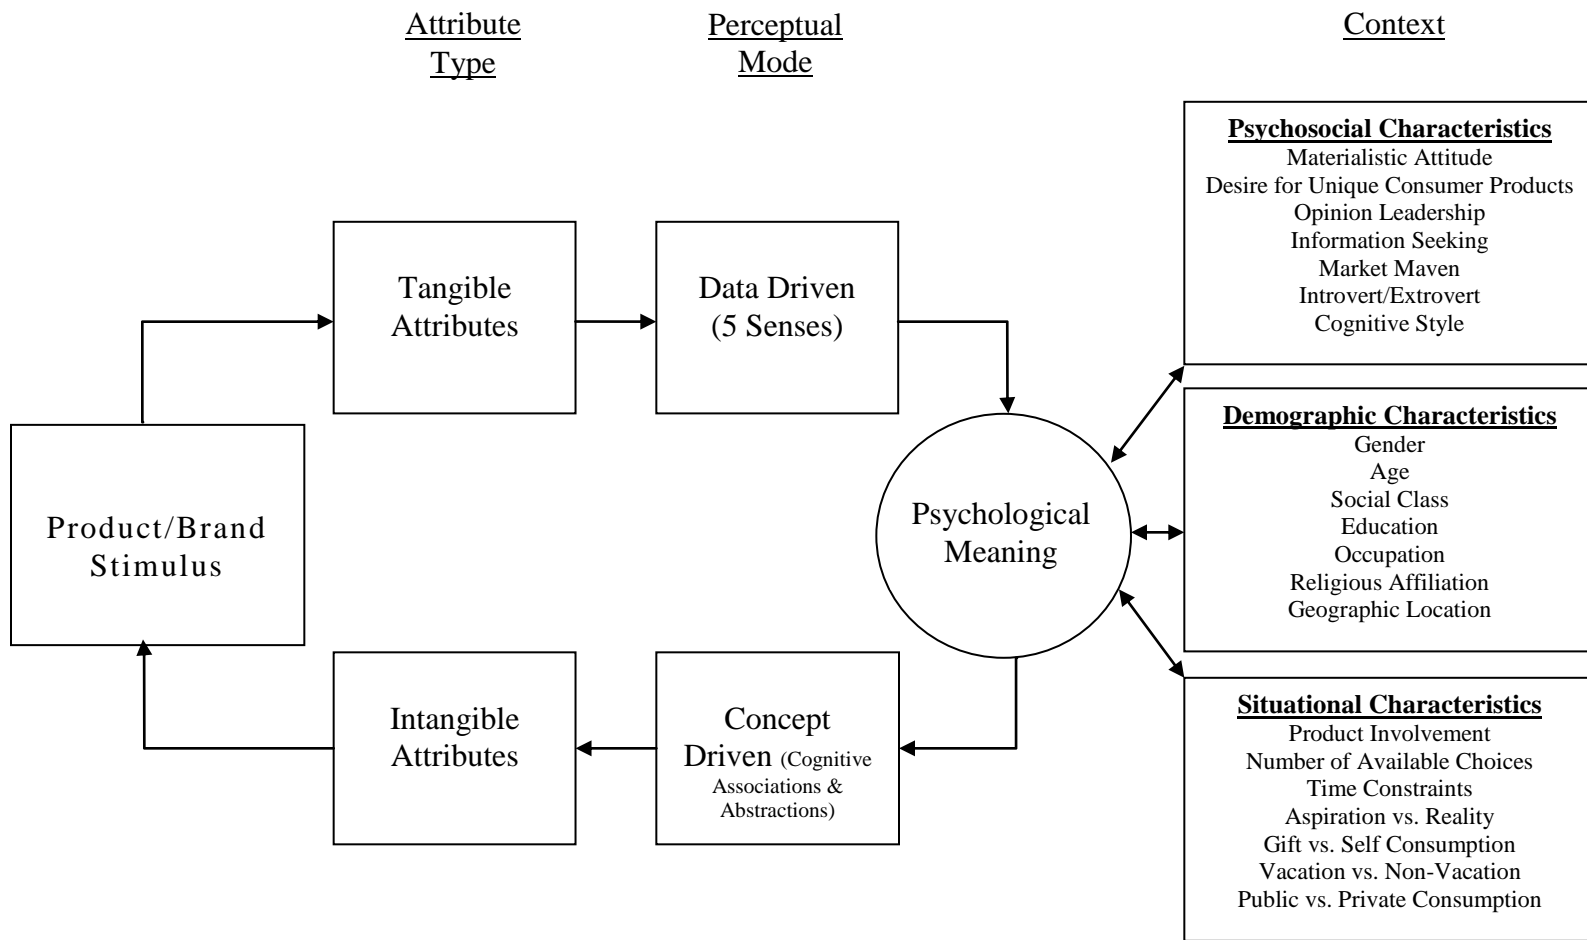 Attribute
Type
Perceptual
Mode
Context
Psychosocial Characteristics
Materialistic Attitude
Desire for Unique Consumer Products
Opinion Leadership
Information Seeking
Market Maven
Introvert/Extrovert
Cognitive Style
Tangible
Attributes
Data Driven
(5 Senses)
Product/Brand
Stimulus
Psychological
Meaning
Demographic Characteristics
Gender
Age
Social Class
Education
Occupation
Religious Affiliation
Geographic Location
Intangible
Attributes
Concept
Driven (Cognitive
Associations &
Abstractions)
Situational Characteristics
Product Involvement
Number of Available Choices
Time Constraints
Aspiration vs. Reality
Gift vs. Self Consumption
Vacation vs. Non-Vacation
Public vs. Private Consumption